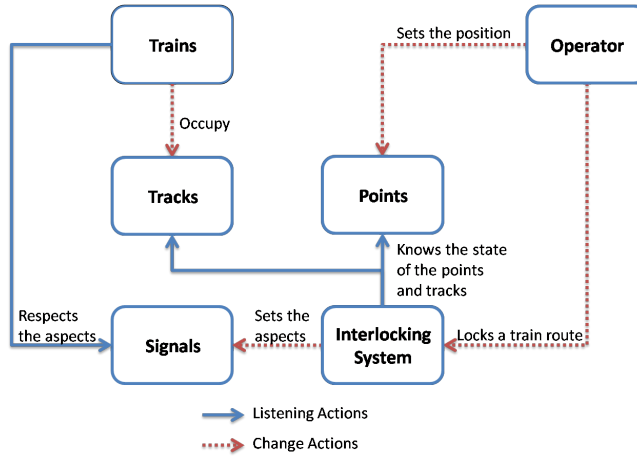 Trains
Sets the position
Operator
Occupy
Tracks
Points
Knows the state
of the points
and tracks
Respects
the aspects
Signals
Sets the
aspects
Interlocking
System
Locks a train route
Listening Actions
Change Actions